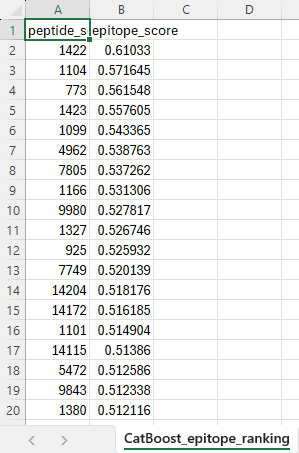 A B C D
1 peptide_s epitope_score
2 1422 0.61033
3 1104 0.571645
4 773 0.561548
5 1423 0.557605
6 1099 0.543365
7 4962 0.538763
8 7805 0.537262
9 1166 0.531306
10 9980 0.527817
11 1327 0.526746
12 925 0.525932
13 7749 0.520139
14 14204 0.518176
15 14172 0.516185
16 1101 0.514904
17 14115 0.51386
18 5472 0.512586
19 9843 0.512338
20 1380 0.512116
CatBoost_epitope_ranking